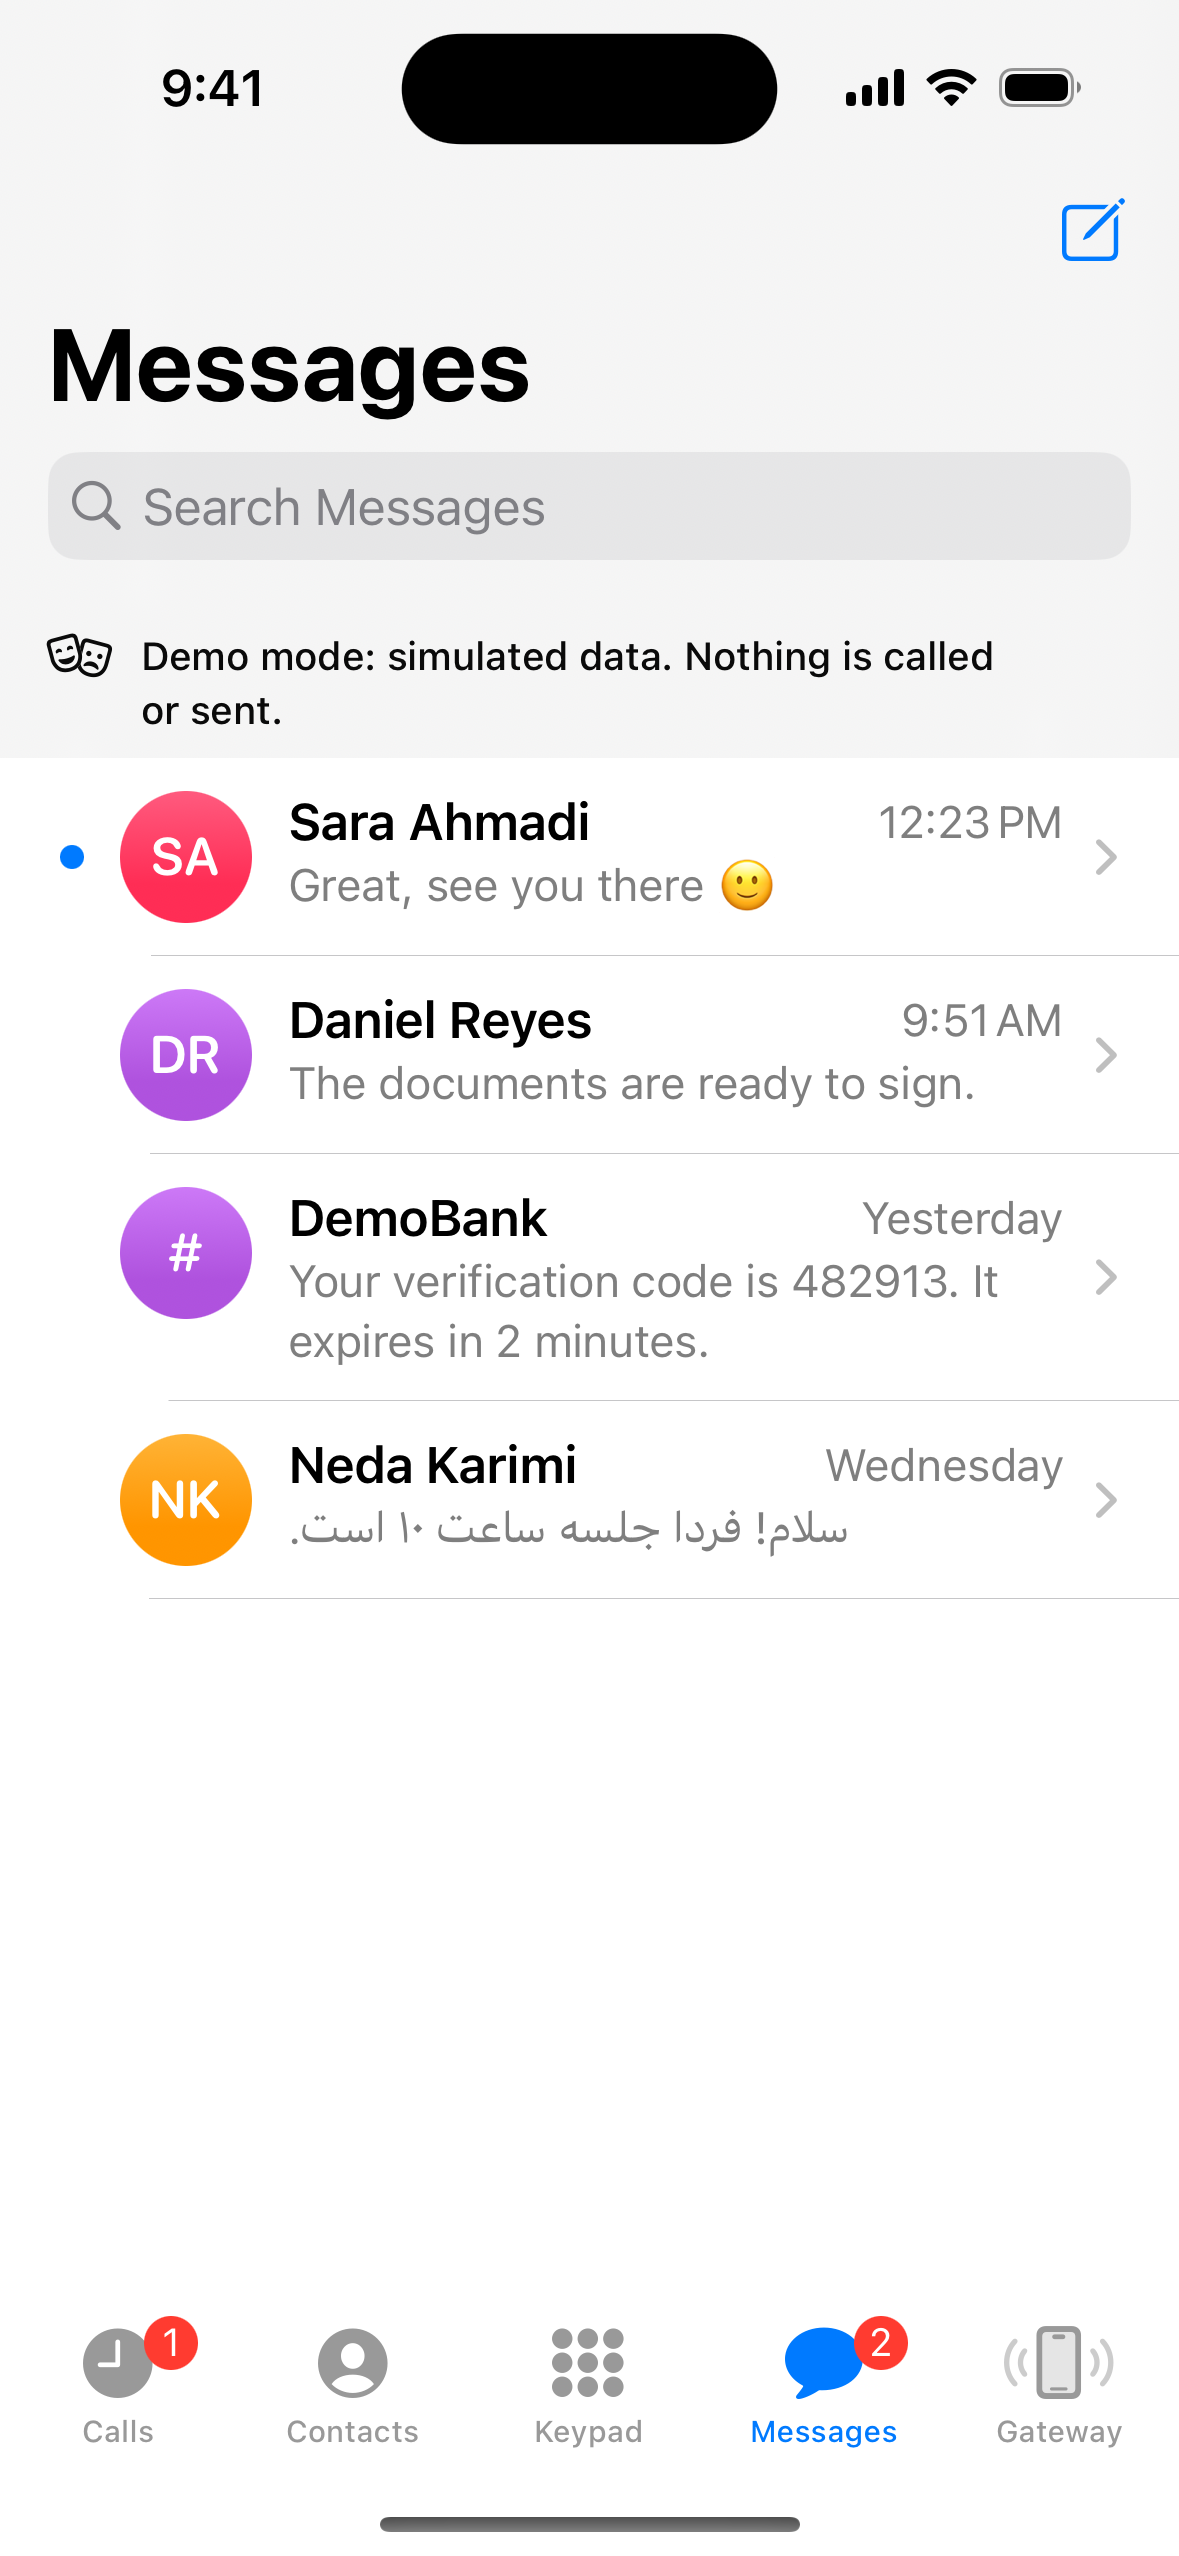 9:41
Messages
Search Messages
Demo mode: simulated data. Nothing is called
or sent.
SA
Sara Ahmadi
12:23 PM
Great, see you there 🙂
DR
Daniel Reyes
9:51 AM
The documents are ready to sign.
#
DemoBank
Yesterday
Your verification code is 482913. It
expires in 2 minutes.
NK
Neda Karimi
Wednesday
سلام! فردا جلسه ساعت ۱۰ است.
1
2
Calls
Contacts
Keypad
Messages
Gateway